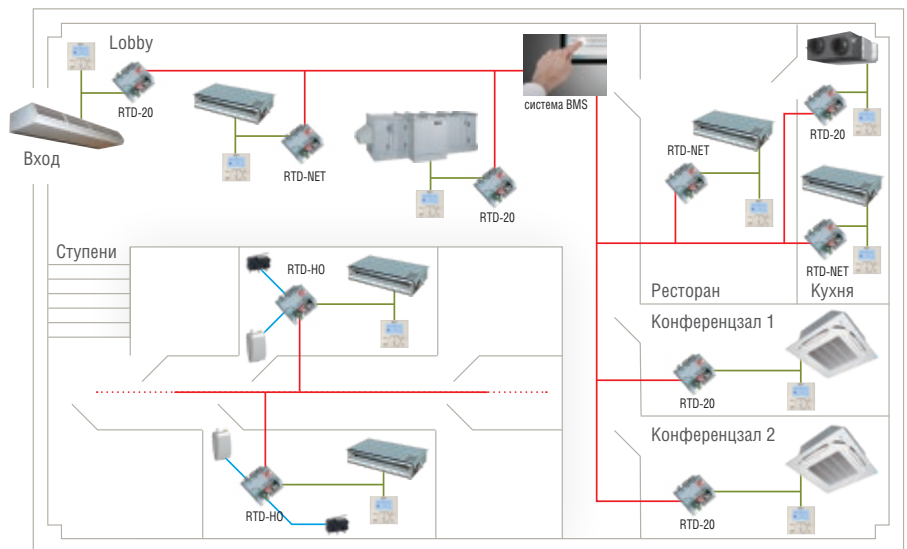 Lobby
RTD-20
Вход
RTD-NET
RTD-20
система BMS
RTD-NET
RTD-20
RTD-NET
Ресторан
Кухня
Ступени
RTD-HO
RTD-HO
Конференцзал 1
RTD-20
Конференцзал 2
RTD-20